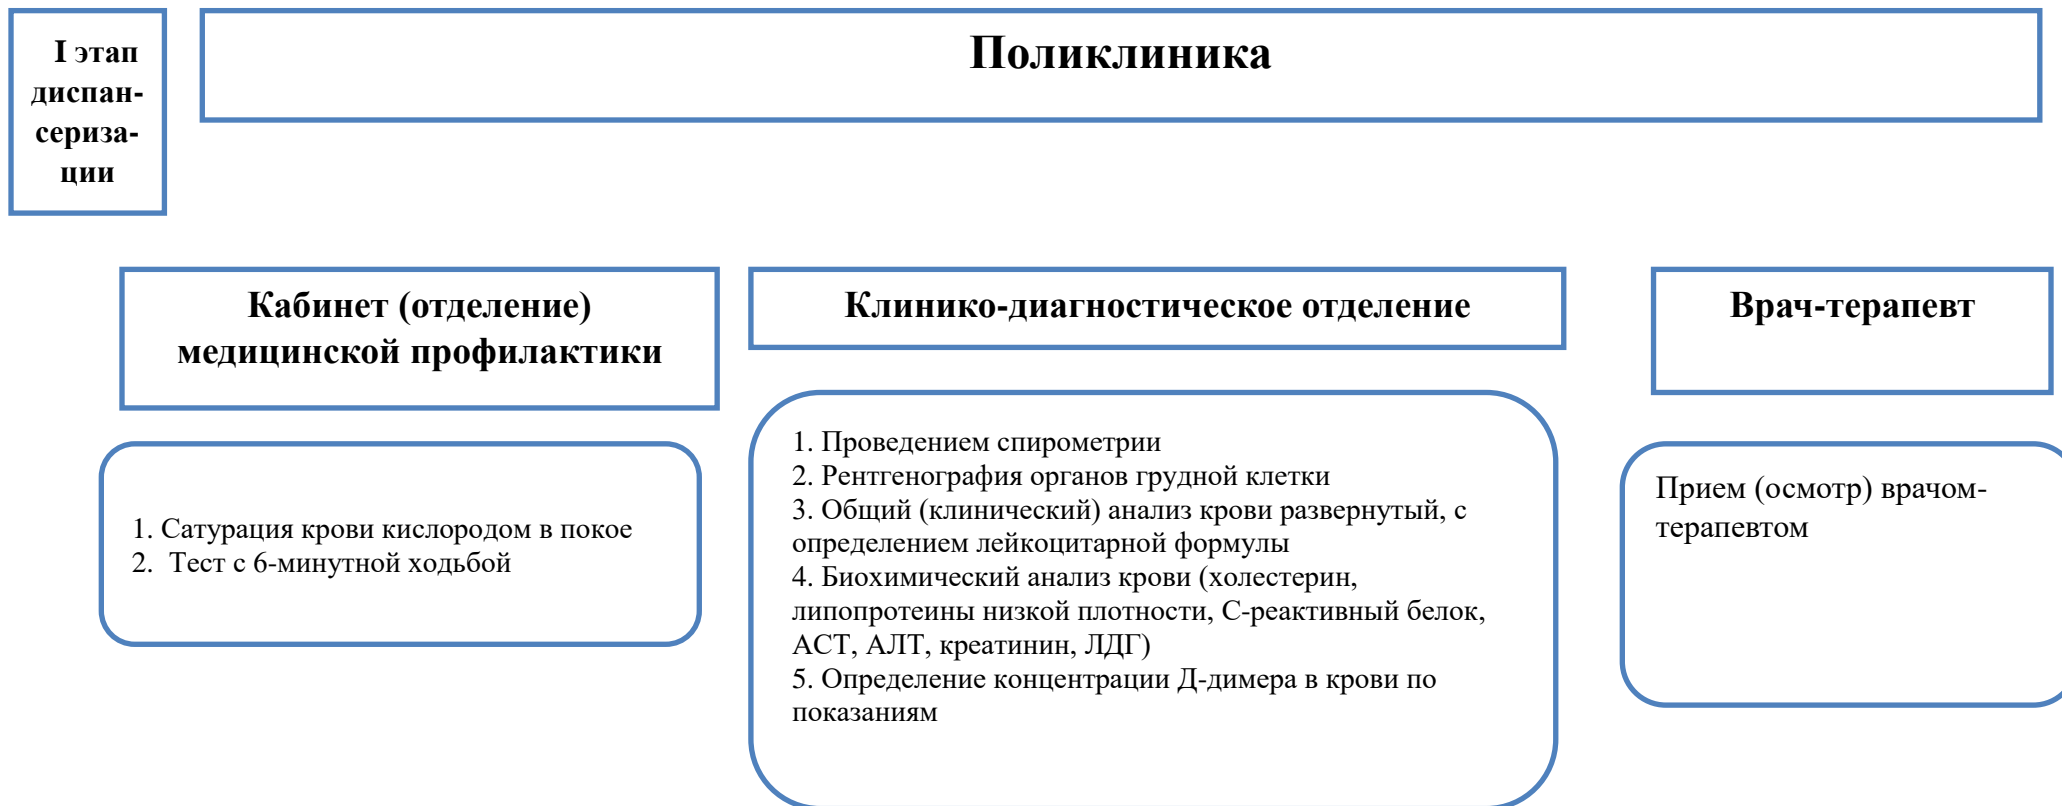 I этап
диспан-
сериза-
ции
Поликлиника
Кабинет (отделение)
медицинской профилактики
Клинико-диагностическое отделение
Врач-терапевт
1. Сатурация крови кислородом в покое
2. Тест с 6-минутной ходьбой
1. Проведением спирометрии
2. Рентгенография органов грудной клетки
3. Общий (клинический) анализ крови развернутый, с
определением лейкоцитарной формулы
4. Биохимический анализ крови (холестерин,
липопротеины низкой плотности, С-реактивный белок,
АСТ, АЛТ, креатинин, ЛДГ)
5. Определение концентрации Д-димера в крови по
показаниям
Прием (осмотр) врачом-
терапевтом